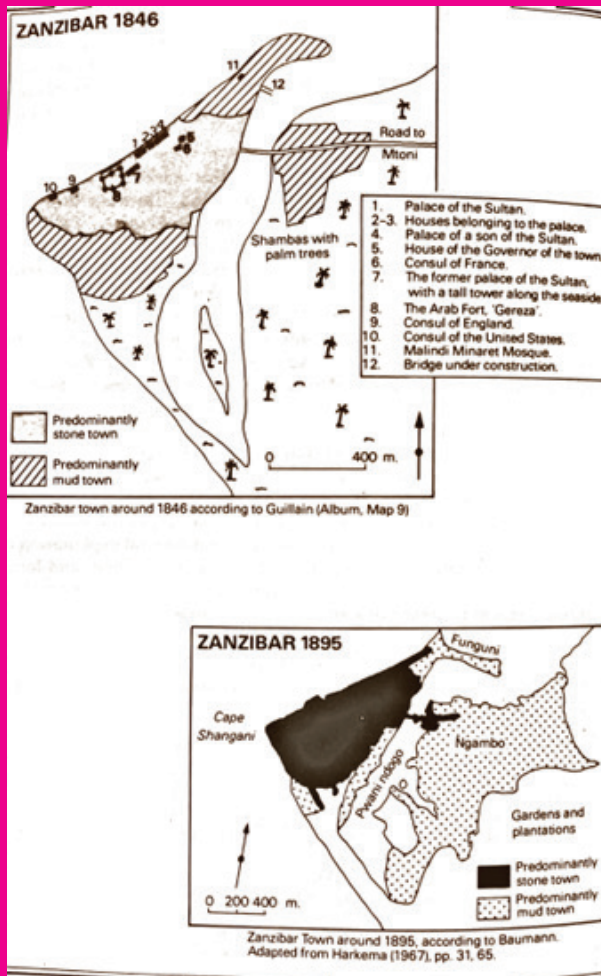 ZANZIBAR 1846
11
12
1
2
3
4
5
6
7
8
9
10
Road to
Mtoni
Shambas with
palm trees
1. Palace of the Sultan.
2-3. Houses belonging to the palace.
4. Palace of a son of the Sultan.
5. House of the Governor of the town.
6. Consul of France.
7. The former palace of the Sultan,
with a tall tower along the seaside
8. The Arab Fort, 'Gereza'.
9. Consul of England.
10. Consul of the United States.
11. Malindi Minaret Mosque.
12. Bridge under construction.
Predominantly
stone town
Predominantly
mud town
0 400 m.
Zanzibar town around 1846 according to Guillain (Album, Map 9)
ZANZIBAR 1895
Funguni
Cape
Shangani
Ngambo
Pwani ndogo
Gardens and
plantations
Predominantly
stone town
Predominantly
mud town
0 200 400 m.
Zanzibar Town around 1895, according to Baumann.
Adapted from Harkema (1967), pp. 31, 65.